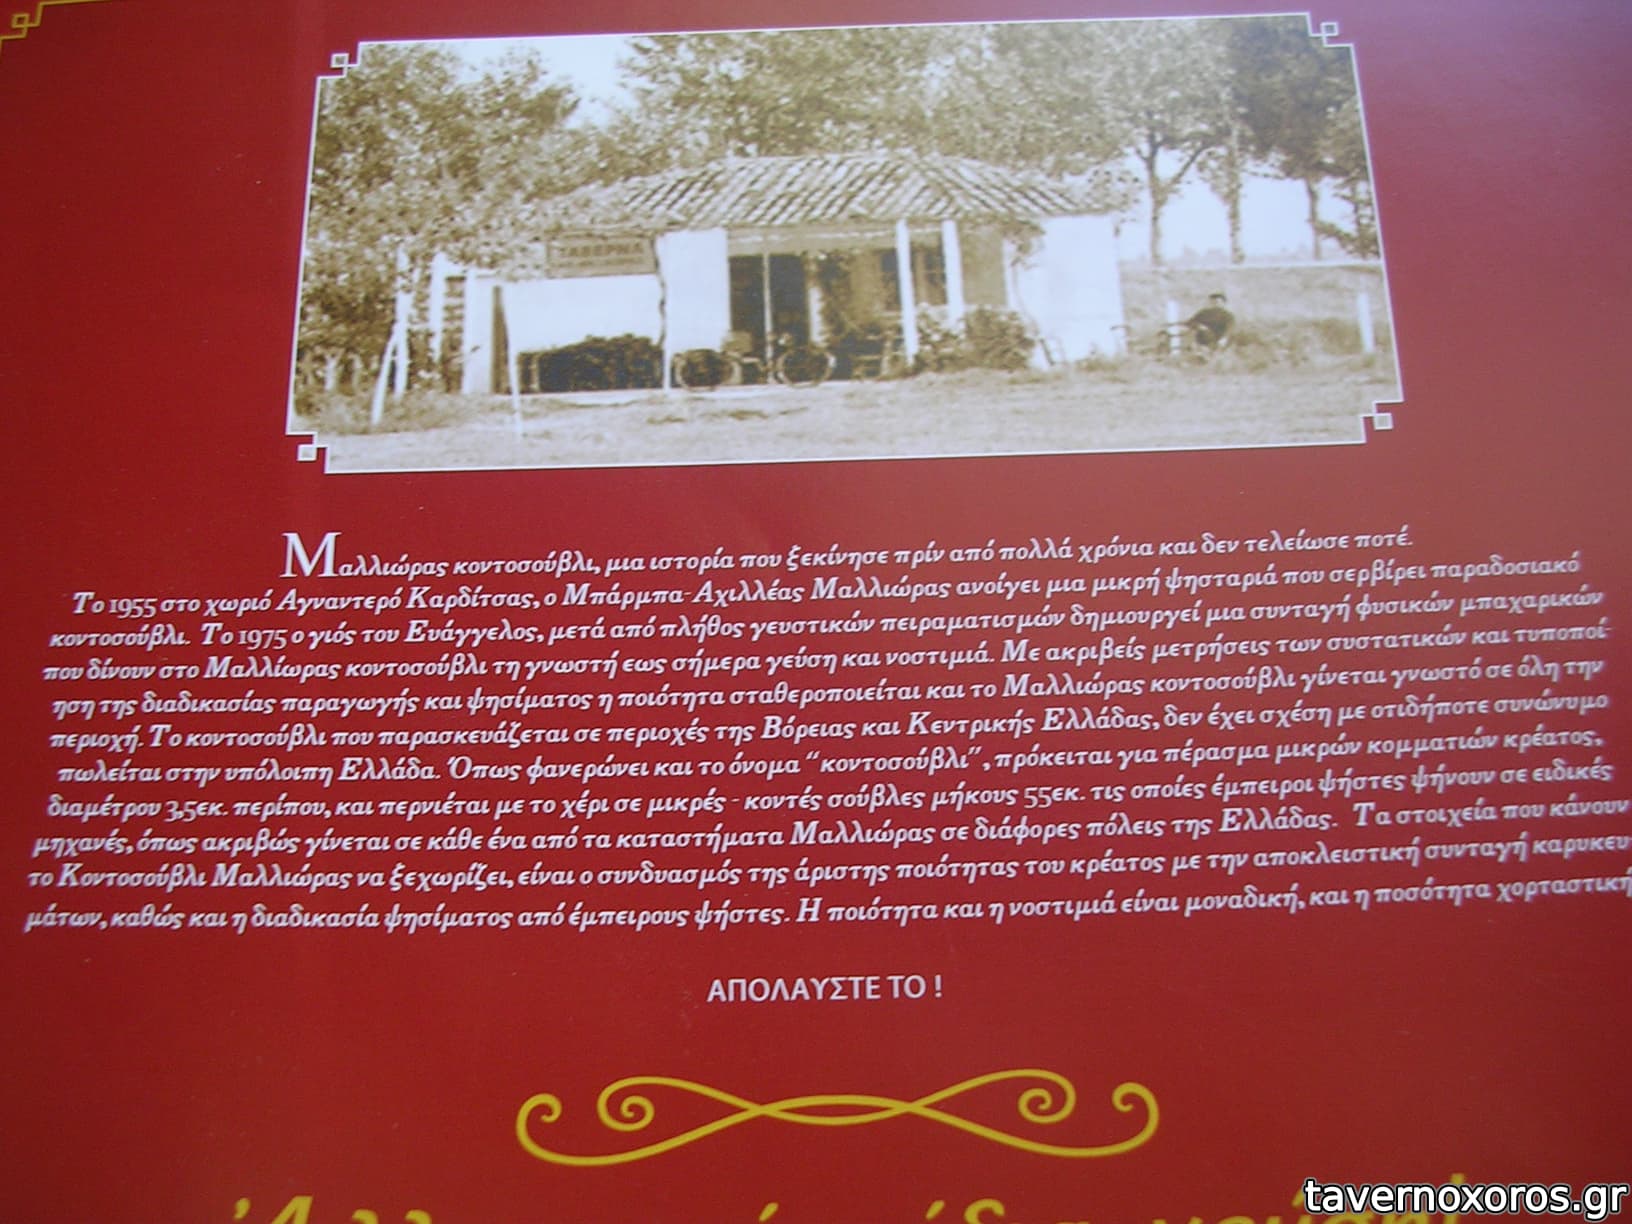 ΤΑΒΕΡΝΑ
Μαλλιώρας κοντοσούβλι, μια ιστορία που ξεκίνησε πρίν από πολλά χρόνια και δεν τελείωσε ποτέ.
Το 1955 στο χωριό Αγναντερό Καρδίτσας, ο Μπάρμπα-Αχιλλέας Μαλλιώρας ανοίγει μια μικρή ψησταριά που σερβίρει παραδοσιακό
κοντοσούβλι. Το 1975 ο γιός του Ευάγγελος, μετά από πλήθος γευστικών πειραματισμών δημιουργεί μια συνταγή φυσικών μπαχαρικών
που δίνουν στο Μαλλίωρας κοντοσούβλι τη γνωστή εως σήμερα γεύση και νοστιμιά. Με ακριβείς μετρήσεις των συστατικών και τυποποί-
ηση της διαδικασίας παραγωγής και ψησίματος η ποιότητα σταθεροποιείται και το Μαλλιώρας κοντοσούβλι γίνεται γνωστό σε όλη την
περιοχή. Το κοντοσούβλι που παρασκευάζεται σε περιοχές της Βόρειας και Κεντρικής Ελλάδας, δεν έχει σχέση με οτιδήποτε συνώνυμο
πωλείται στην υπόλοιπη Ελλάδα. Όπως φανερώνει και το όνομα “κοντοσούβλι”, πρόκειται για πέρασμα μικρών κομματιών κρέατος,
διαμέτρου 3,5εκ. περίπου, και περνιέται με το χέρι σε μικρές - κοντές σούβλες μήκους 55εκ. τις οποίες έμπειροι ψήστες ψήνουν σε ειδικές
μηχανές, όπως ακριβώς γίνεται σε κάθε ένα από τα καταστήματα Μαλλιώρας σε διάφορες πόλεις της Ελλάδας. Τα στοιχεία που κάνουν
το Κοντοσούβλι Μαλλιώρας να ξεχωρίζει, είναι ο συνδυασμός της άριστης ποιότητας του κρέατος με την αποκλειστική συνταγή καρυκευ-
μάτων, καθώς και η διαδικασία ψησίματος από έμπειρους ψήστες. Η ποιότητα και η νοστιμιά είναι μοναδική, και η ποσότητα χορταστική
ΑΠΟΛΑΥΣΤΕ ΤΟ !
tavernoxoros.gr